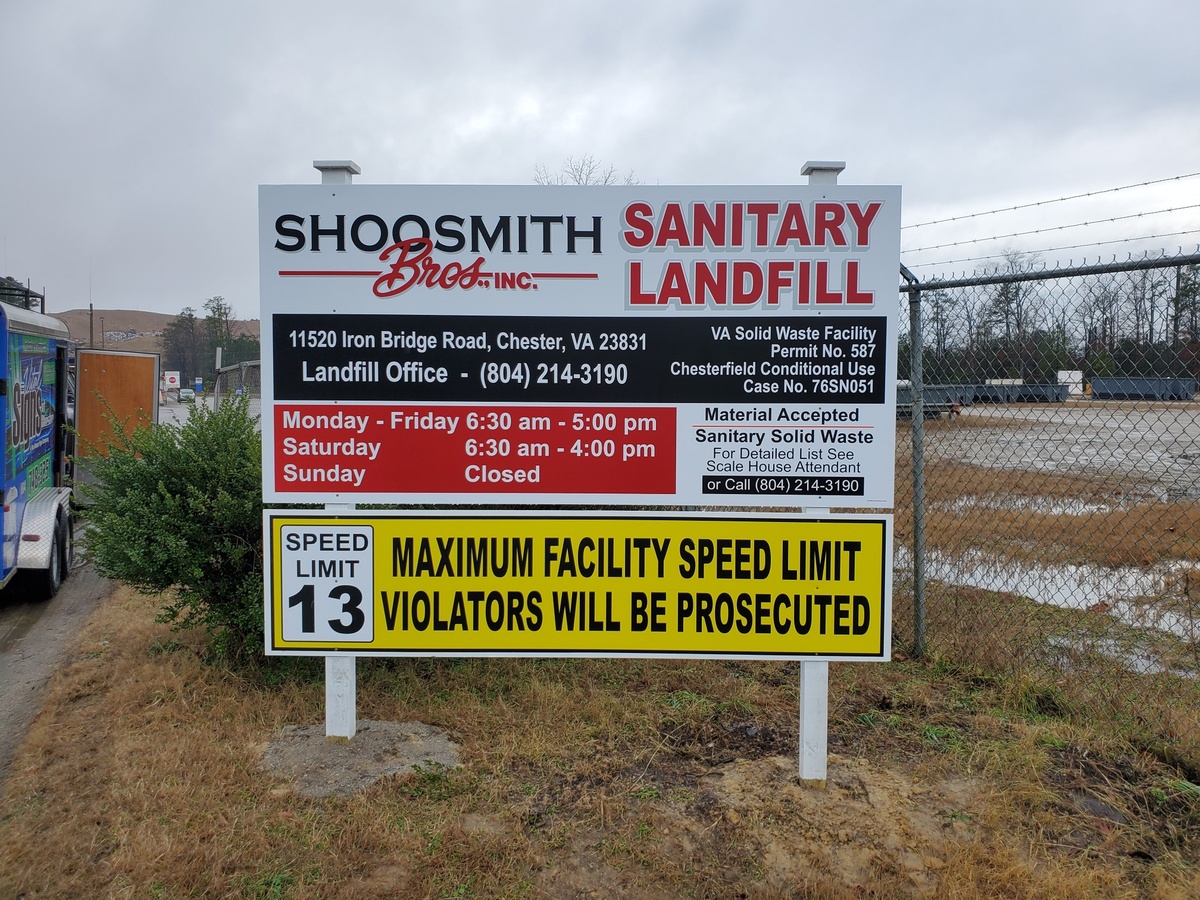 SHOOSMITH
Bros., INC.
SANITARY
LANDFILL
11520 Iron Bridge Road, Chester, VA 23831
Landfill Office - (804) 214-3190
VA Solid Waste Facility
Permit No. 587
Chesterfield Conditional Use
Case No. 76SN051
Monday - Friday 6:30 am - 5:00 pm
Saturday 6:30 am - 4:00 pm
Sunday Closed
Material Accepted
Sanitary Solid Waste
For Detailed List See
Scale House Attendant
or Call (804) 214-3190
SPEED
LIMIT
13
MAXIMUM FACILITY SPEED LIMIT
VIOLATORS WILL BE PROSECUTED
Signs